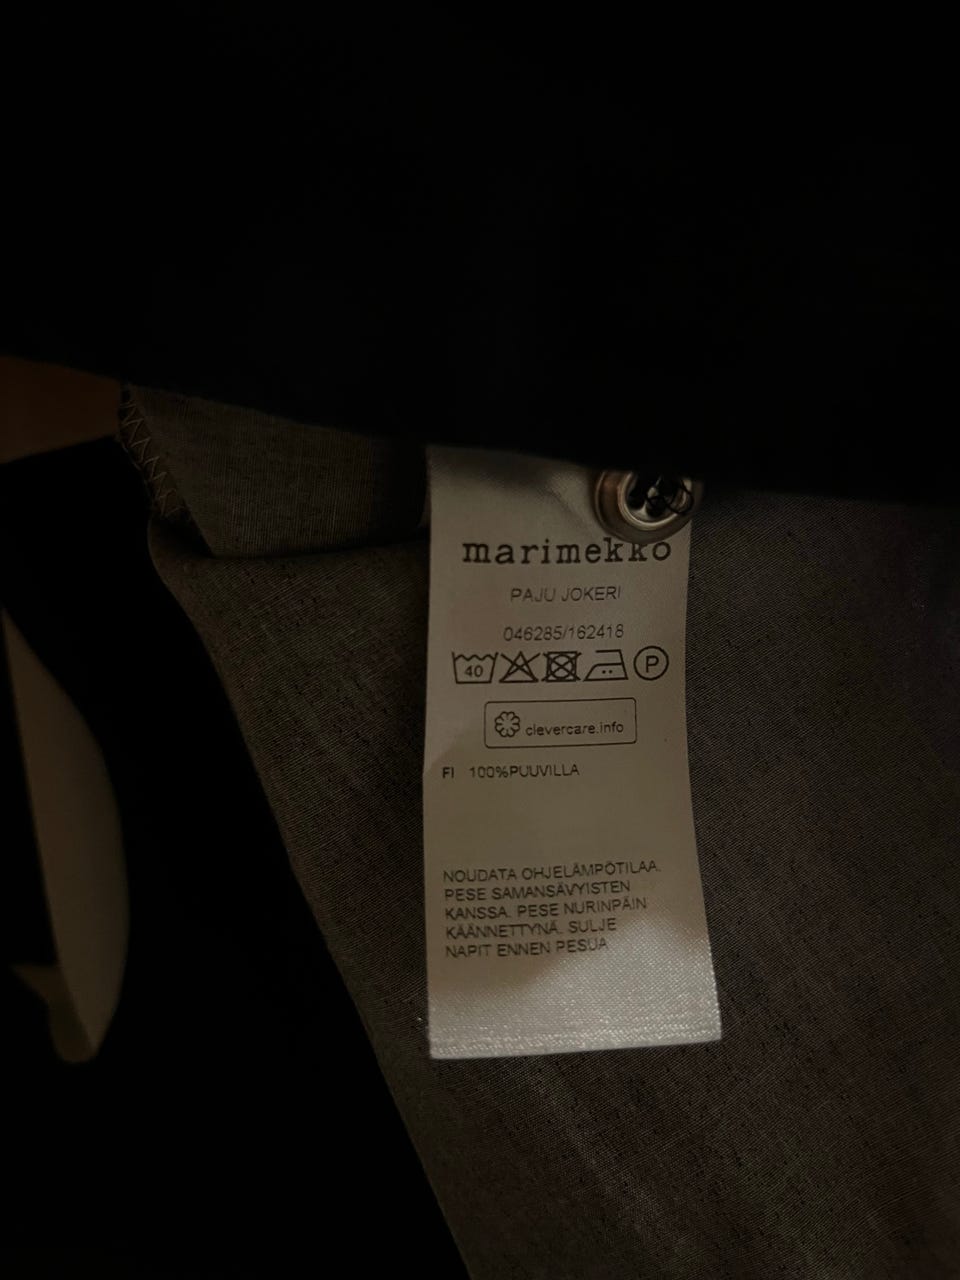 marimekko
PAJU JOKERI
046285/162418
40 P
clevercare.info
FI 100%PUUVILLA
NOUDATA OHJELÄMPÖTILAA.
PESE SAMANSÄVYISTEN
KANSSA. PESE NURINPÄIN
KÄÄNNETTYNÄ. SULJE
NAPIT ENNEN PESUA